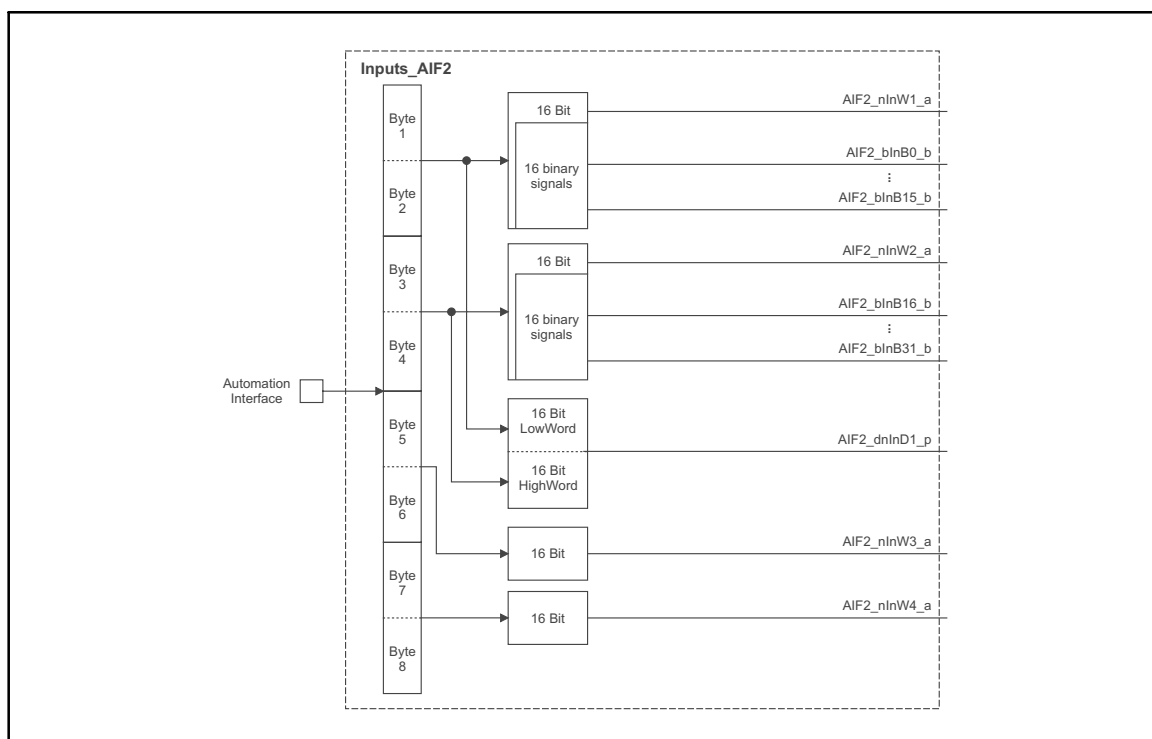 Inputs_AIF2
Byte
1
Byte
2
Byte
3
Byte
4
Byte
5
Byte
6
Byte
7
Byte
8
Automation
Interface
16 Bit
16 binary
signals
AIF2_nInW1_a
AIF2_bInB0_b
⋮
AIF2_bInB15_b
16 Bit
16 binary
signals
AIF2_nInW2_a
AIF2_bInB16_b
⋮
AIF2_bInB31_b
16 Bit
LowWord
16 Bit
HighWord
AIF2_dnInD1_p
16 Bit
AIF2_nInW3_a
16 Bit
AIF2_nInW4_a